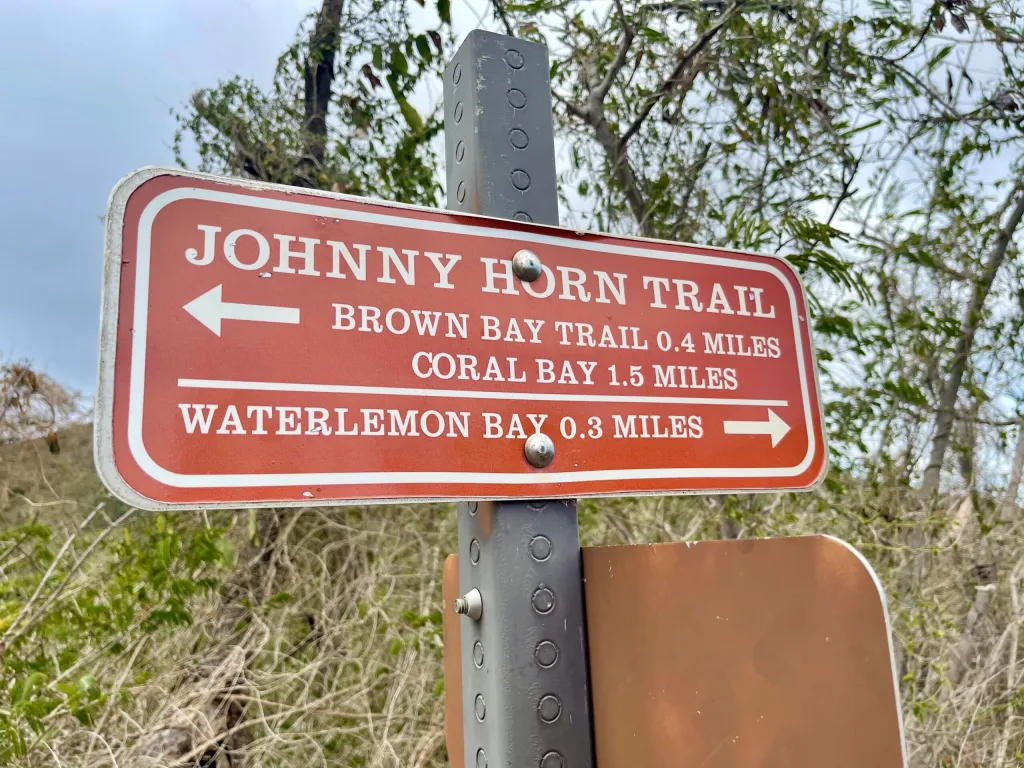 JOHNNY HORN TRAIL
BROWN BAY TRAIL 0.4 MILES
CORAL BAY 1.5 MILES
WATERLEMON BAY 0.3 MILES